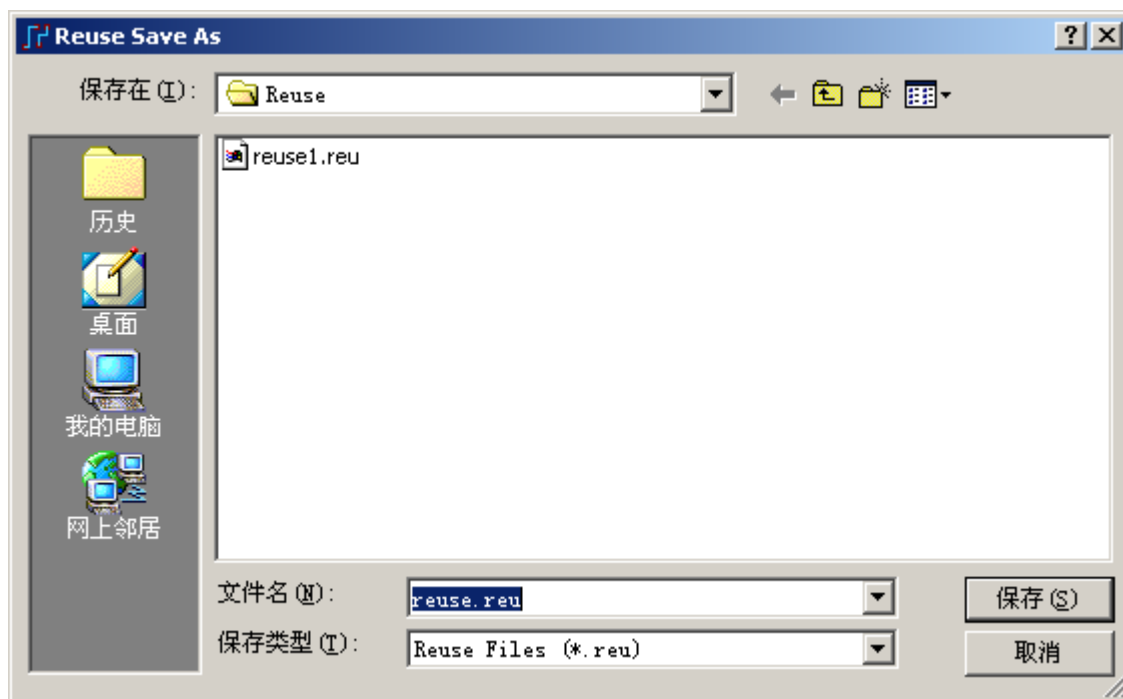 Reuse Save As
保存在(I):
Reuse
reuse1.reu
历史
桌面
我的电脑
网上邻居
文件名(N):
reuse.reu
保存(S)
保存类型(T):
Reuse Files (*.reu)
取消